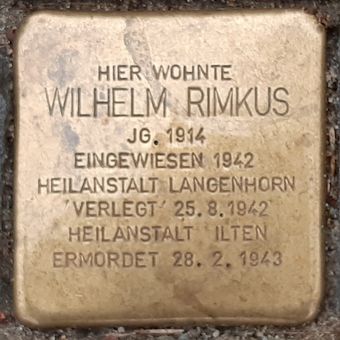 HIER WOHNTE
WILHELM RIMKUS
JG. 1914
EINGEWIESEN 1942
HEILANSTALT LANGENHORN
'VERLEGT' 25.8.1942
HEILANSTALT ILTEN
ERMORDET 28. 2. 1943